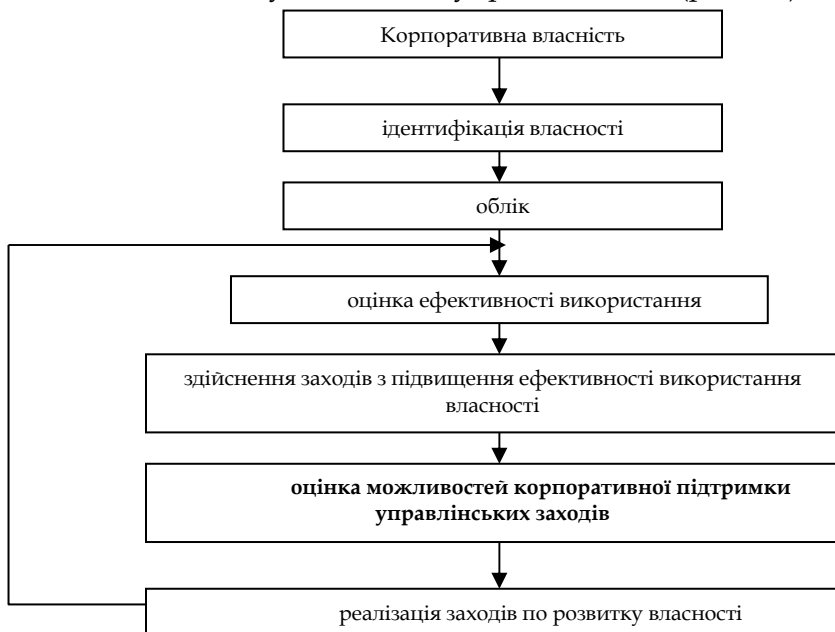 Корпоративна власність
ідентифікація власності
облік
оцінка ефективності використання
здійснення заходів з підвищення ефективності використання
власності
оцінка можливостей корпоративної підтримки
управлінських заходів
реалізація заходів по розвитку власності